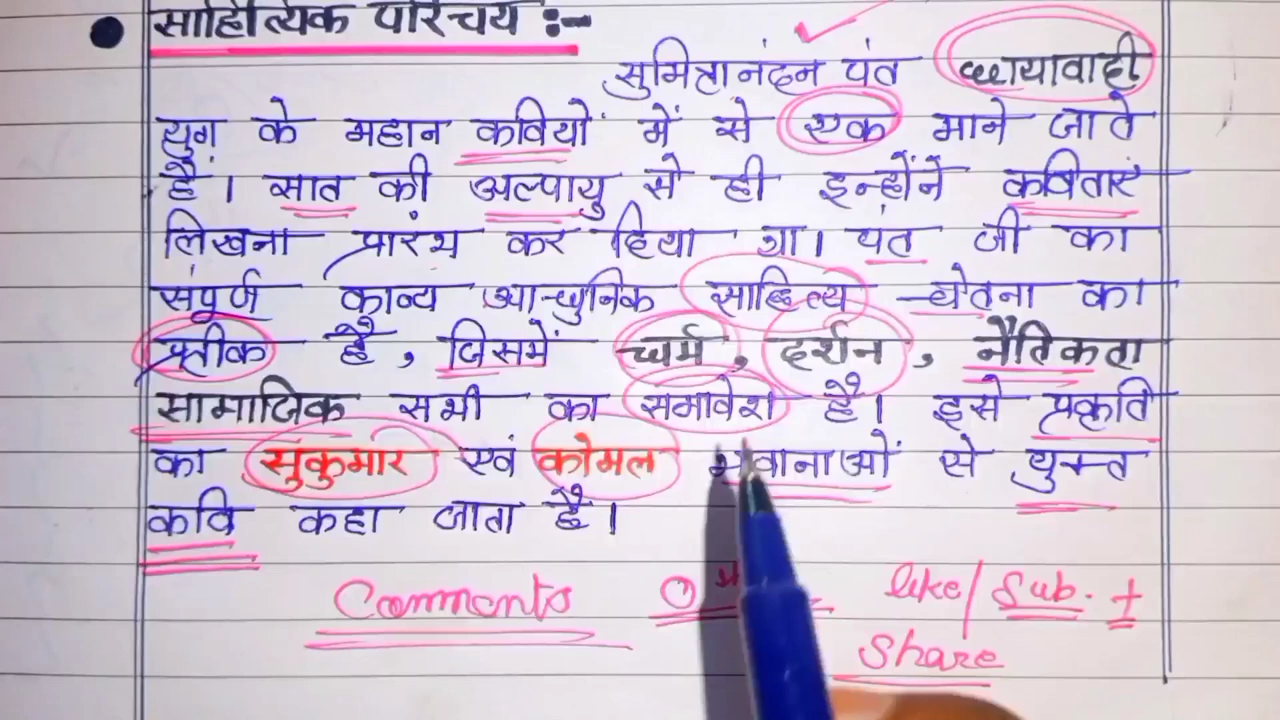 साहित्यिक परिचय :-
सुमित्रानंदन पंत छायावादी
युग के महान कवियों में से एक माने जाते
हैं। सात की अल्पायु से ही इन्होंने कविताएं
लिखना प्रारंभ कर दिया था। पंत जी का
संपूर्ण काव्य आधुनिक साहित्य चेतना का
प्रतीक है, जिसमें धर्म, दर्शन, नैतिकता
सामाजिक सभी का समावेश है। इसे प्रकृति
का सुकुमार एवं कोमल भवानाओं से युक्त
कवि कहा जाता है।
Comments like/Sub. +
Share